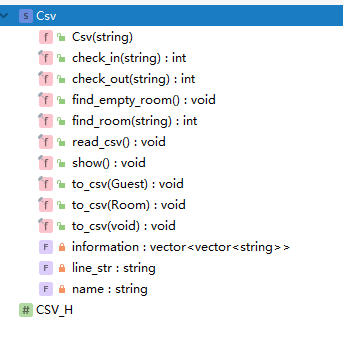 S Csv
f Csv(string)
f check_in(string) : int
f check_out(string) : int
f find_empty_room() : void
f find_room(string) : int
f read_csv() : void
f show() : void
f to_csv(Guest) : void
f to_csv(Room) : void
f to_csv(void) : void
F information : vector<vector<string>>
F line_str : string
F name : string
# CSV_H